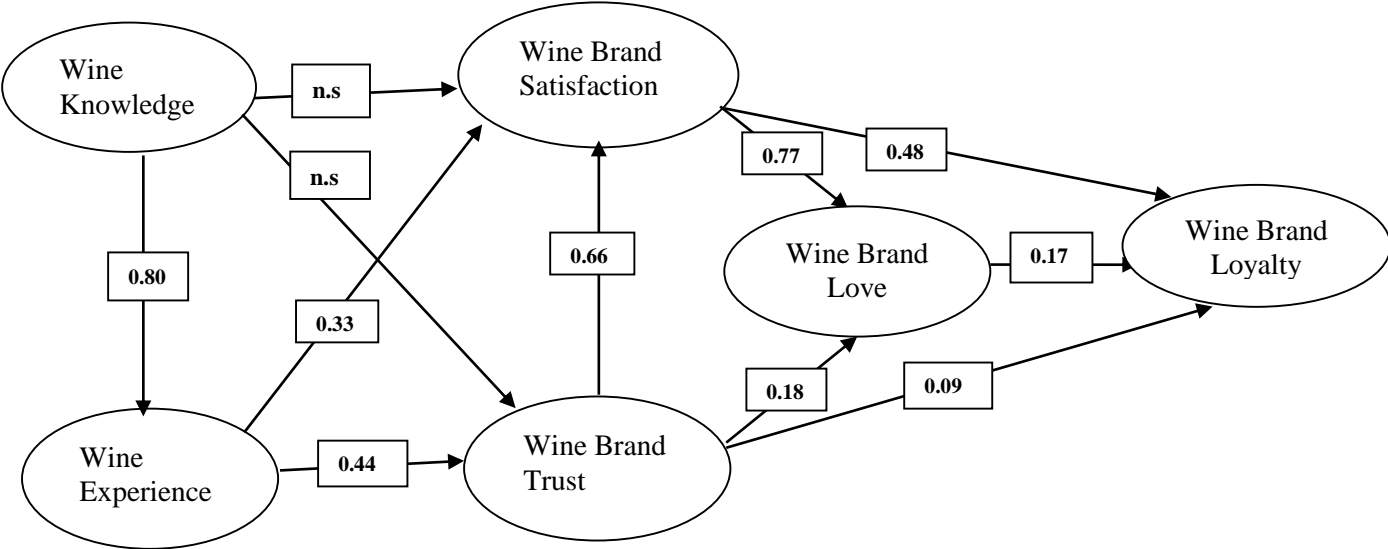 Wine
Knowledge
n.s
Wine Brand
Satisfaction
n.s
0.77
0.48
0.80
0.66
Wine Brand
Love
0.17
Wine Brand
Loyalty
0.33
0.18
0.09
Wine
Experience
0.44
Wine Brand
Trust